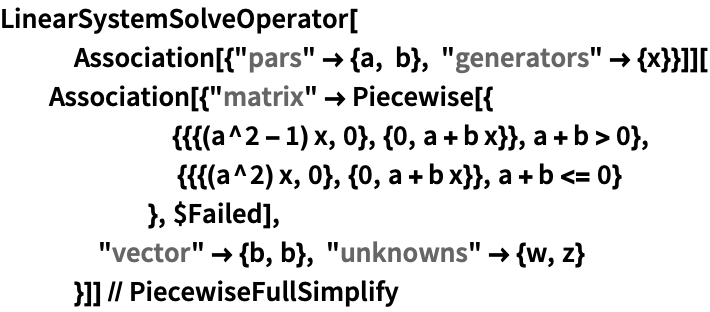 LinearSystemSolveOperator[
Association[{"pars" → {a, b}, "generators" → {x}}]][
Association[{"matrix" → Piecewise[{
{{{(a^2 – 1) x, 0}, {0, a + b x}}, a + b > 0},
{{{(a^2) x, 0}, {0, a + b x}}, a + b <= 0}
}, $Failed],
"vector" → {b, b}, "unknowns" → {w, z}
}]] // PiecewiseFullSimplify